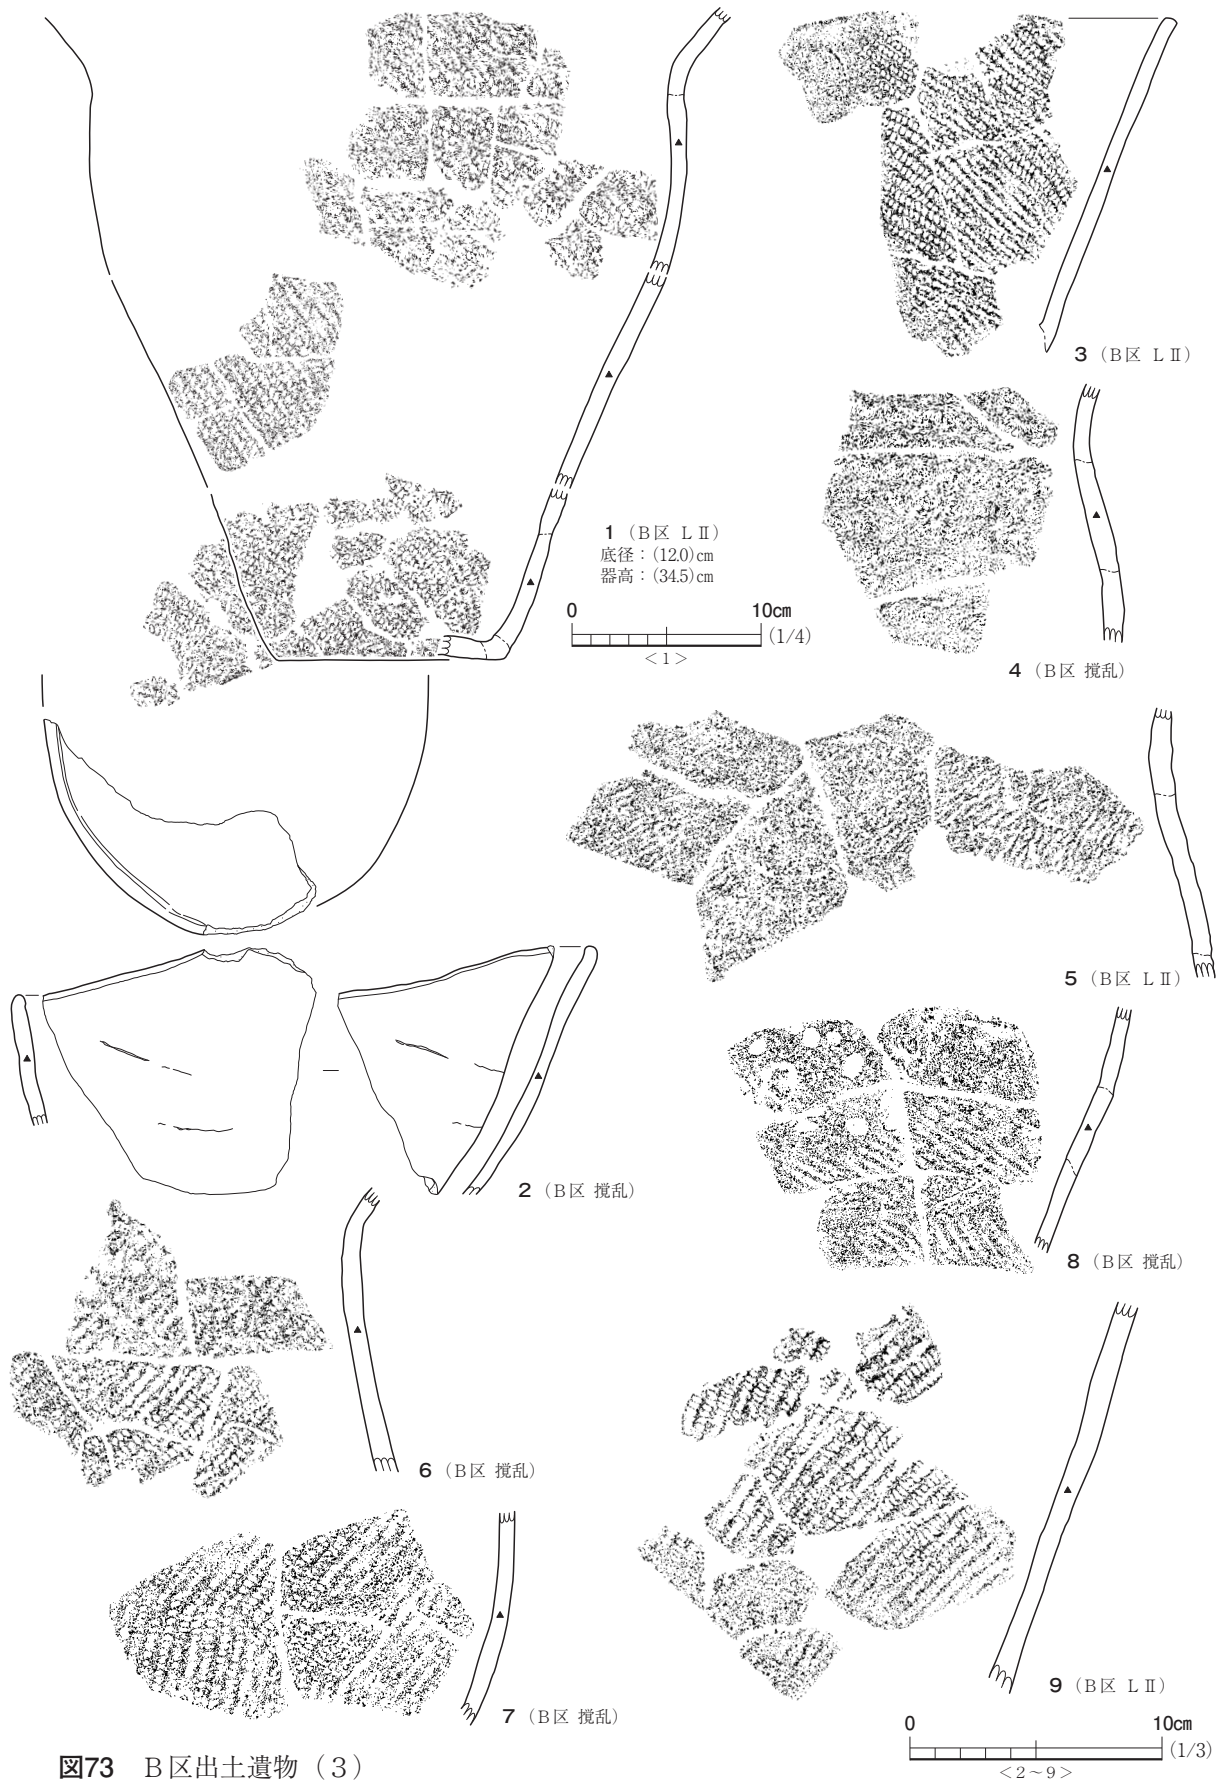 3（B区 LⅡ）
1（B区 LⅡ）
底径：(12.0)cm
器高：(34.5)cm
0 10cm
(1/4)
<1>
4（B区 撹乱）
5（B区 LⅡ）
2（B区 撹乱）
8（B区 撹乱）
6（B区 撹乱）
9（B区 LⅡ）
7（B区 撹乱）
0 10cm
(1/3)
<2～9>
図73 B区出土遺物（3）